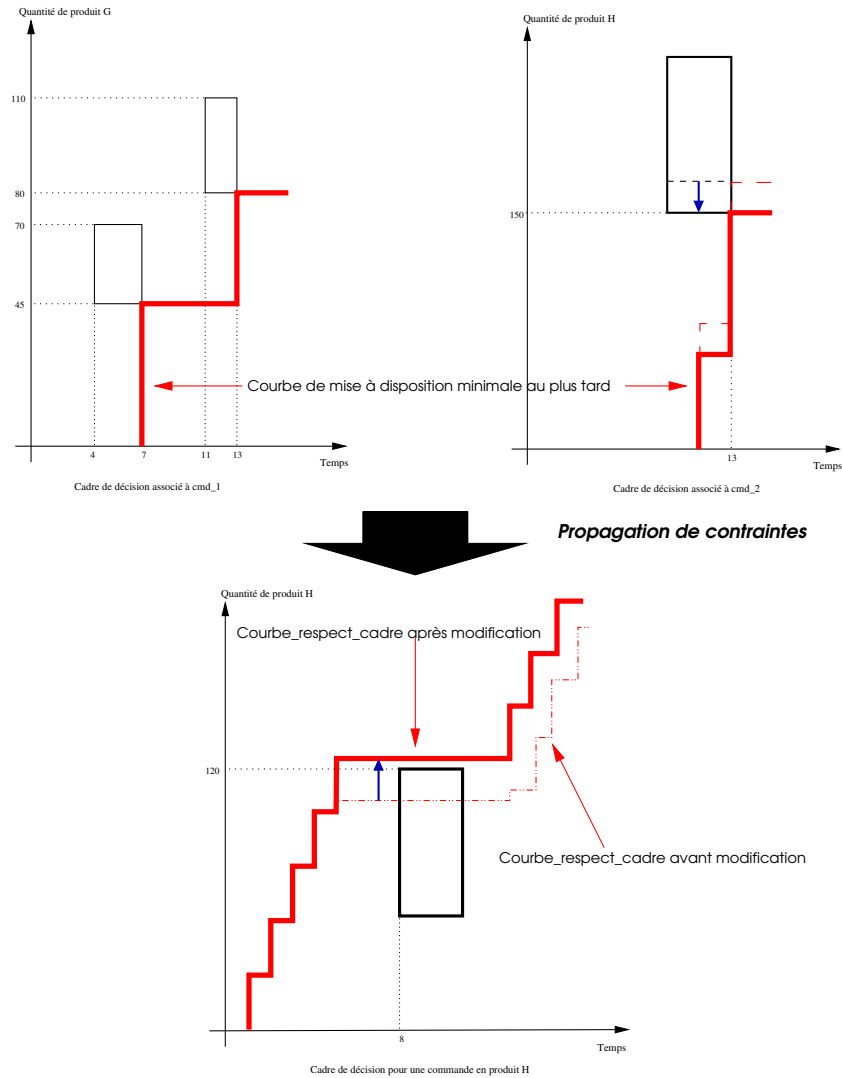 Quantité de produit G
110
80
70
45
4
7
11
13
Temps
Cadre de décision associé à cmd_1
Quantité de produit H
150
13
Temps
Cadre de décision associé à cmd_2
Courbe de mise à disposition minimale au plus tard
Propagation de contraintes
Quantité de produit H
Courbe_respect_cadre après modification
120
Courbe_respect_cadre avant modification
8
Temps
Cadre de décision pour une commande en produit H